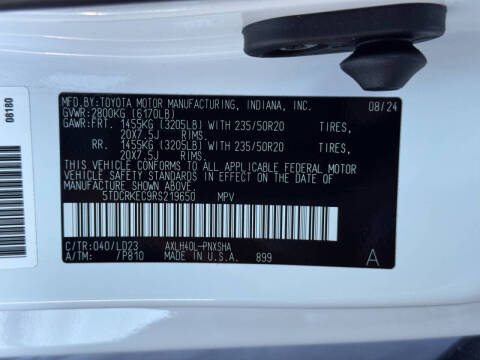 08180
MFD.BY:TOYOTA MOTOR MANUFACTURING, INDIANA, INC. 08/24
GVWR:2800KG (6170LB)
GAWR:FRT. 1455KG (3205LB) WITH 235/50R20 TIRES,
20X7.5J RIMS.
RR. 1455KG (3205LB) WITH 235/50R20 TIRES,
20X7.5J RIMS.
THIS VEHICLE CONFORMS TO ALL APPLICABLE FEDERAL MOTOR
VEHICLE SAFETY STANDARDS IN EFFECT ON THE DATE OF
MANUFACTURE SHOWN ABOVE.
5TDCRKEC9RS219650 MPV
C/TR:040/LD23 AXLH40L-PNXSHA
A/TM: /P810 MADE IN U.S.A. 899 A